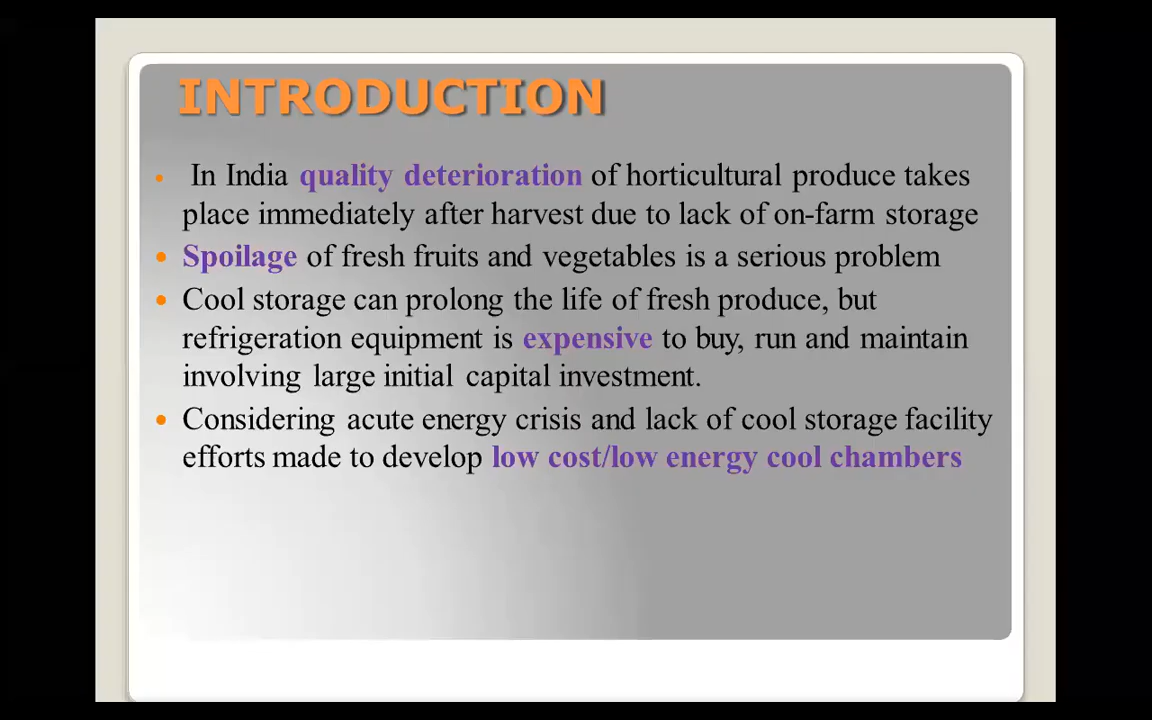 INTRODUCTION
• In India quality deterioration of horticultural produce takes
place immediately after harvest due to lack of on-farm storage
• Spoilage of fresh fruits and vegetables is a serious problem
• Cool storage can prolong the life of fresh produce, but
refrigeration equipment is expensive to buy, run and maintain
involving large initial capital investment.
• Considering acute energy crisis and lack of cool storage facility
efforts made to develop low cost/low energy cool chambers